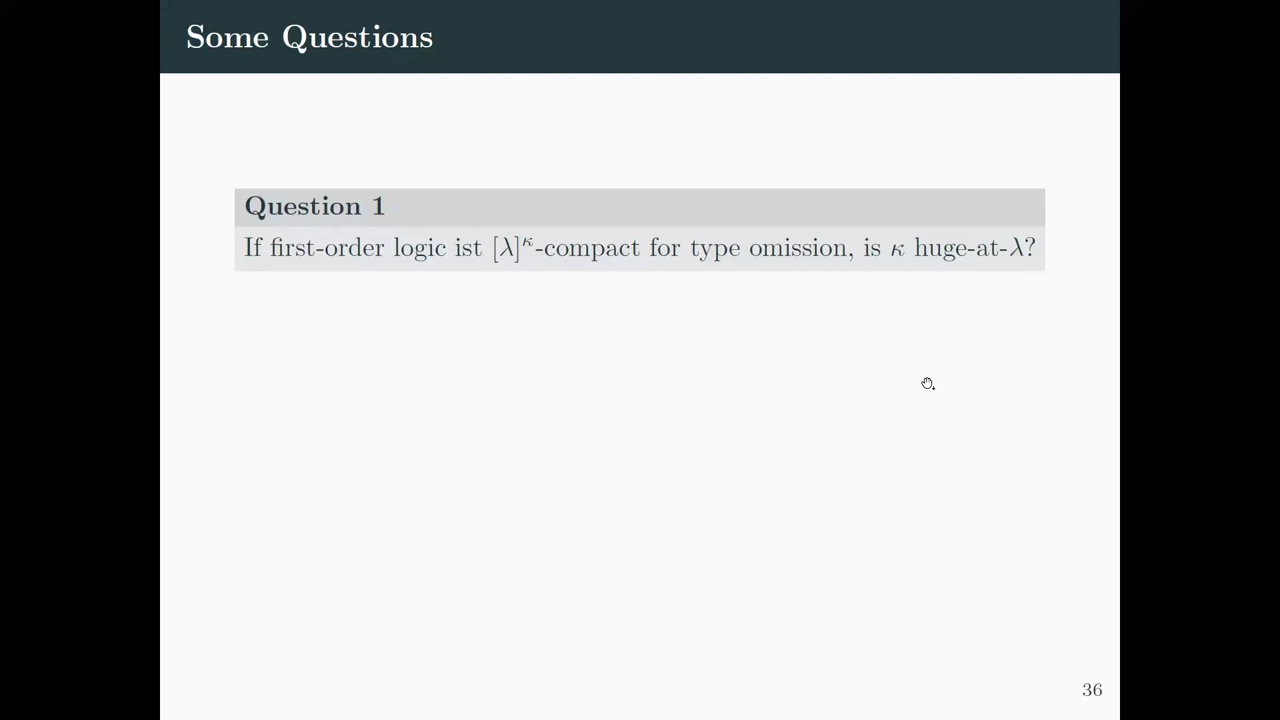 Some Questions
Question 1
If first-order logic ist [λ]^κ-compact for type omission, is κ huge-at-λ?
36